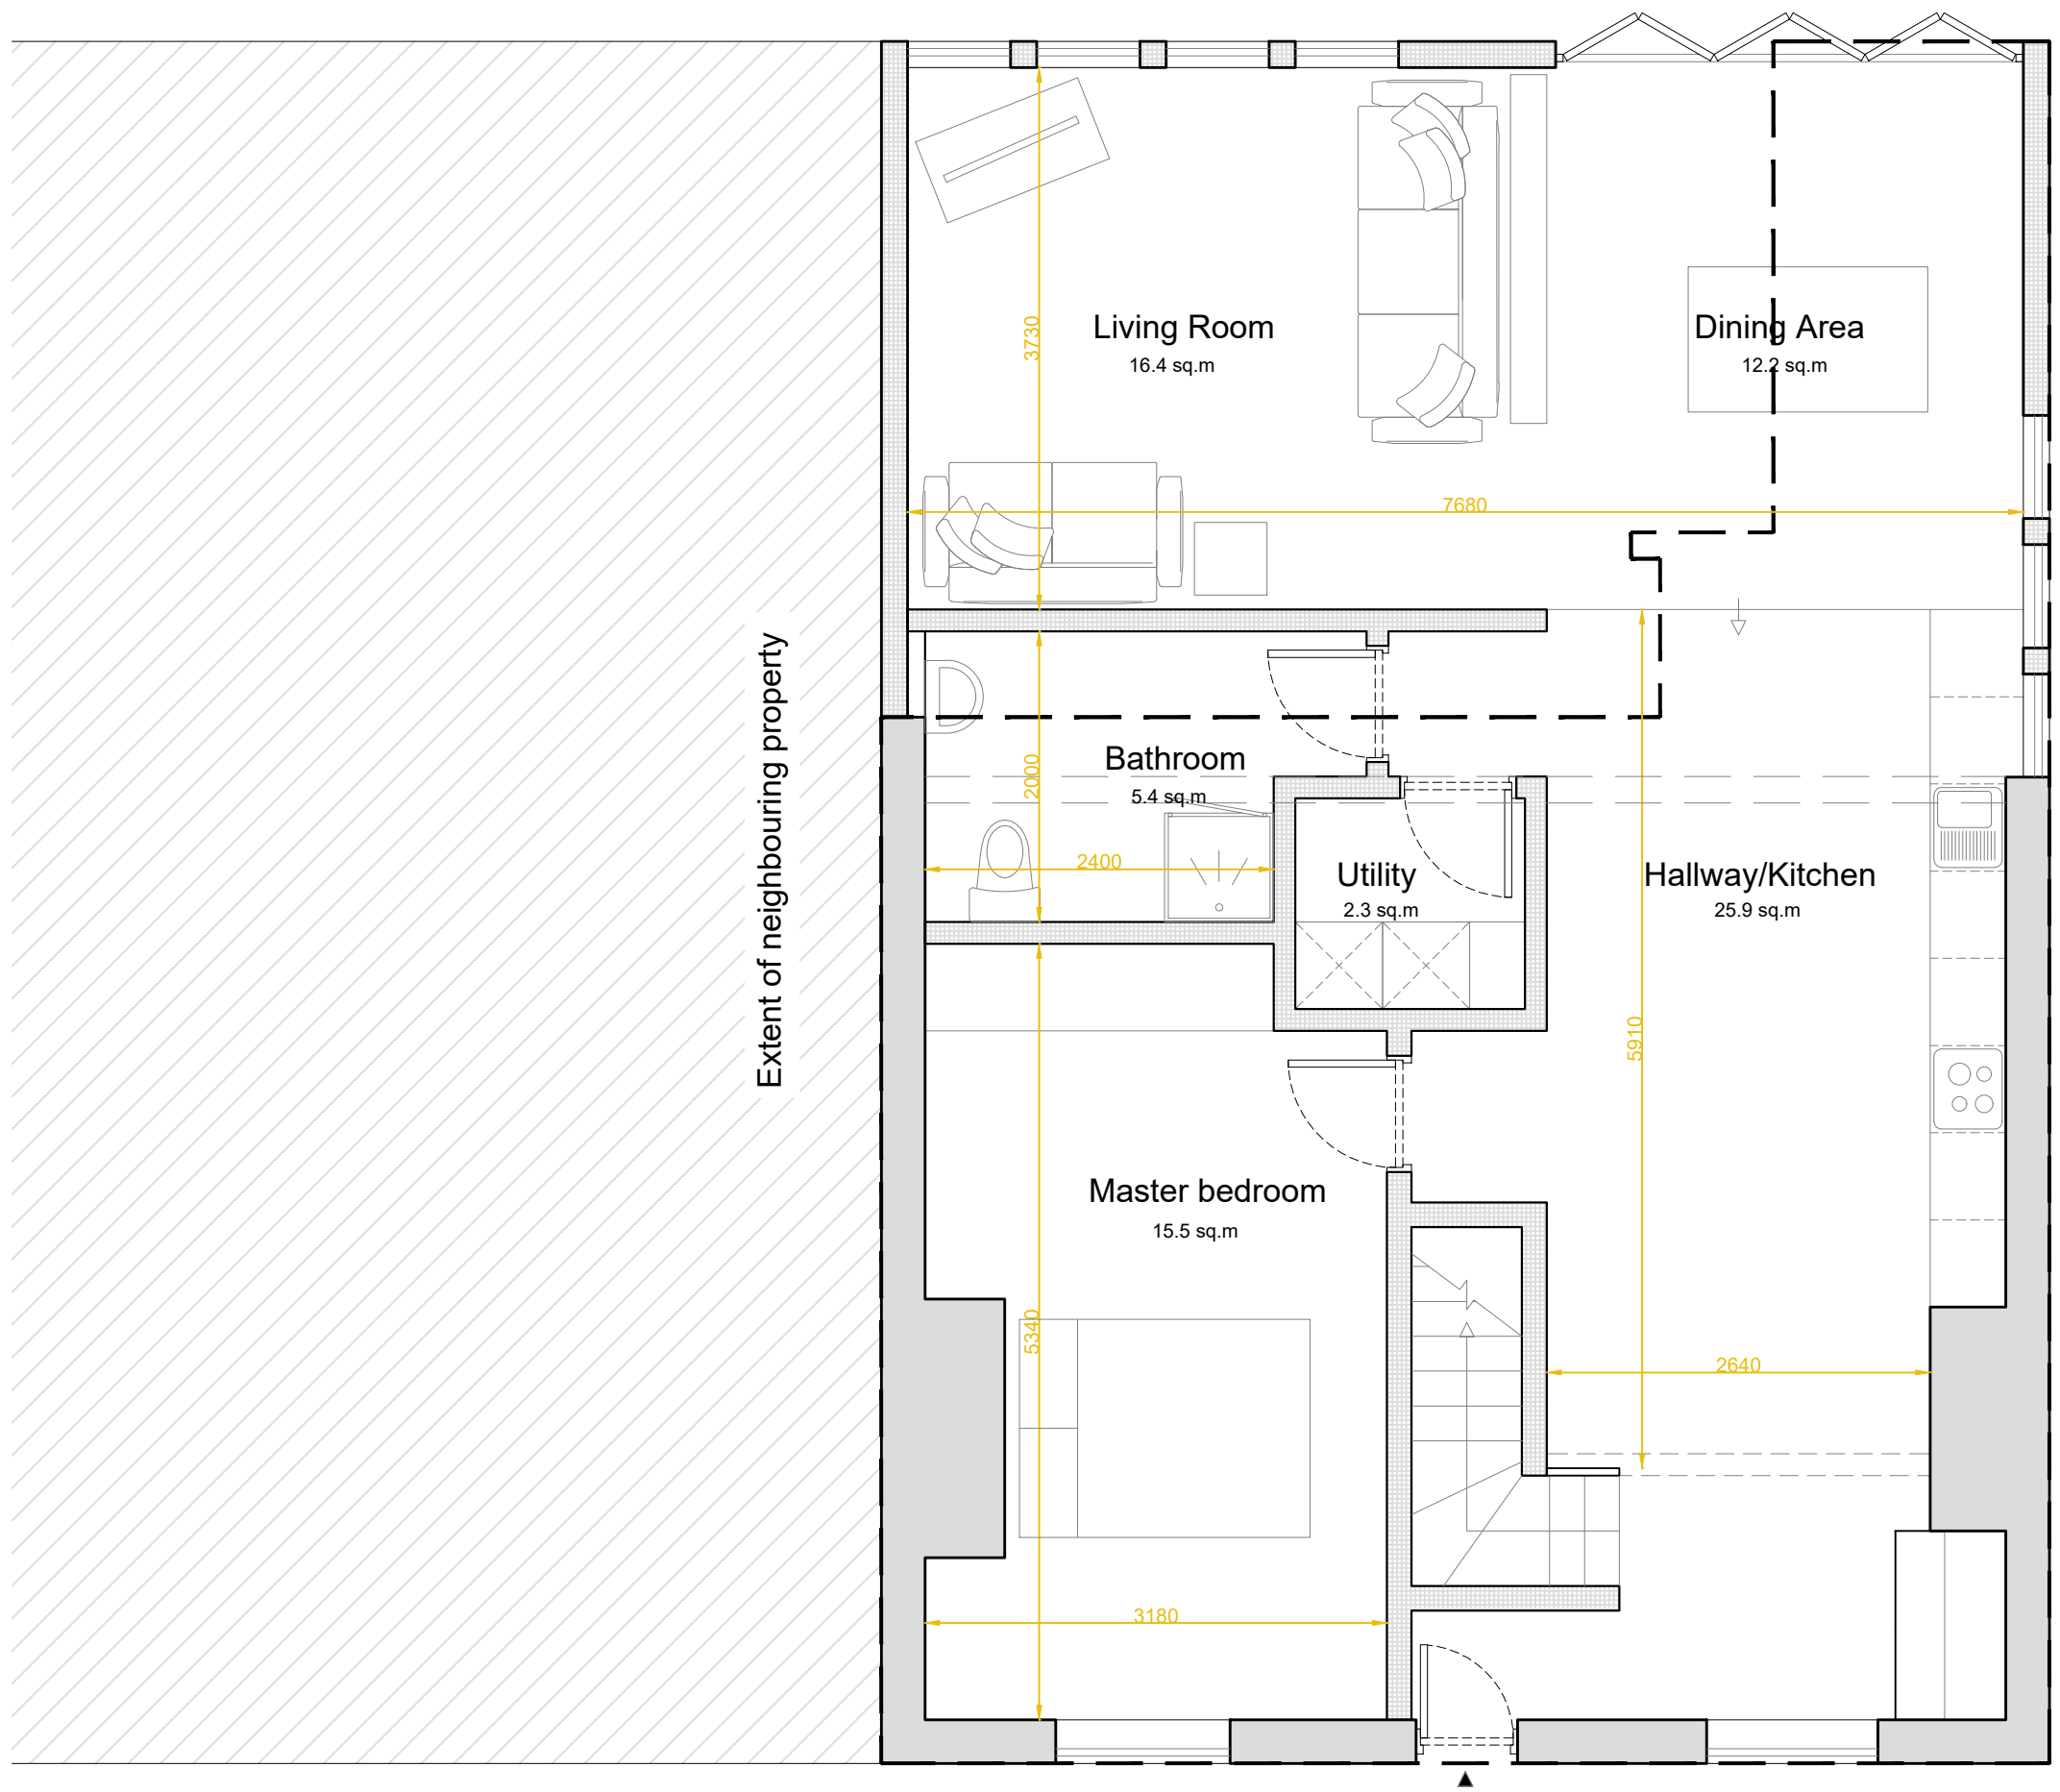 Living Room
16.4 sq.m
Dining Area
12.2 sq.m
3730
7680
Extent of neighbouring property
Bathroom
5.4 sq.m
2000
2400
Utility
2.3 sq.m
Hallway/Kitchen
25.9 sq.m
5910
Master bedroom
15.5 sq.m
5340
2640
3180